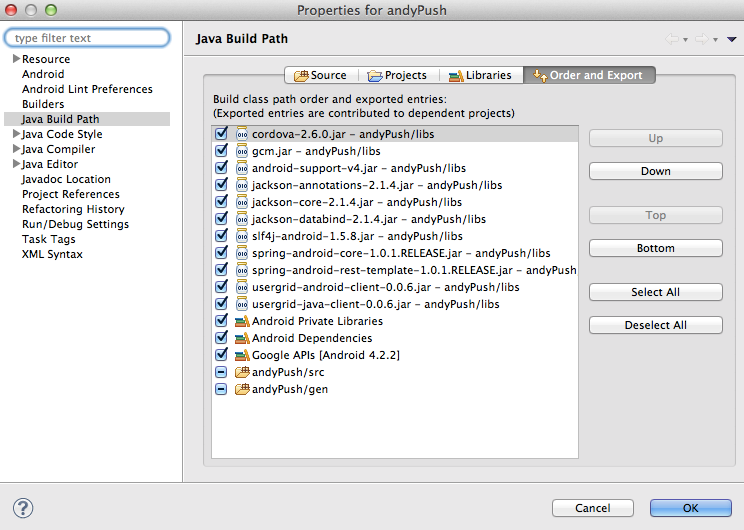 Properties for andyPush
type filter text
Java Build Path
Resource
Android
Android Lint Preferences
Builders
Java Build Path
Java Code Style
Java Compiler
Java Editor
Javadoc Location
Project References
Refactoring History
Run/Debug Settings
Task Tags
XML Syntax
Source
Projects
Libraries
Order and Export
Build class path order and exported entries:
(Exported entries are contributed to dependent projects)
cordova-2.6.0.jar - andyPush/libs
gcm.jar - andyPush/libs
android-support-v4.jar - andyPush/libs
jackson-annotations-2.1.4.jar - andyPush/libs
jackson-core-2.1.4.jar - andyPush/libs
jackson-databind-2.1.4.jar - andyPush/libs
slf4j-android-1.5.8.jar - andyPush/libs
spring-android-core-1.0.1.RELEASE.jar - andyPush/libs
spring-android-rest-template-1.0.1.RELEASE.jar - andyPush
usergrid-android-client-0.0.6.jar - andyPush/libs
usergrid-java-client-0.0.6.jar - andyPush/libs
Android Private Libraries
Android Dependencies
Google APIs [Android 4.2.2]
andyPush/src
andyPush/gen
Up
Down
Top
Bottom
Select All
Deselect All
?
Cancel
OK